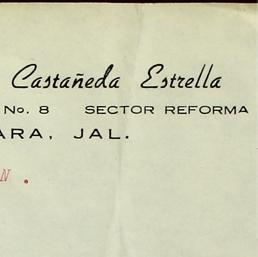 Castañeda Estrella
No. 8 SECTOR REFORMA
ARA, JAL.
N .